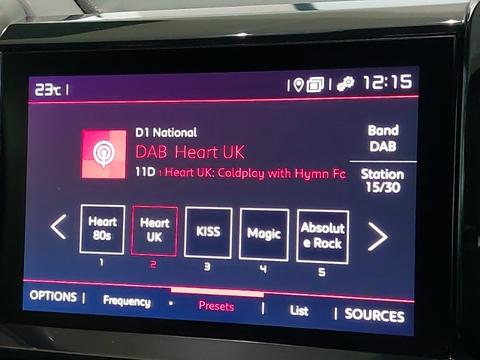 23℃
12:15
D1 National
DAB Heart UK
11D Heart UK: Coldplay with Hymn Fo
Band
DAB
Station
15/30
Heart
80s
Heart
UK
KISS
Magic
Absolut
e Rock
1
2
3
4
5
OPTIONS
Frequency
Presets
List
SOURCES